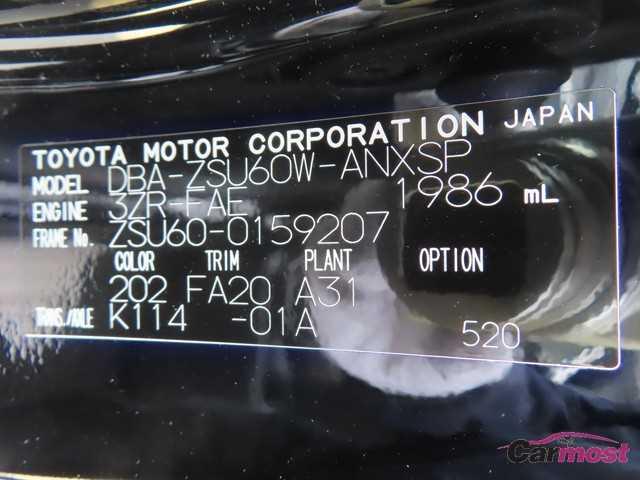 TOYOTA MOTOR CORPORATION JAPAN
MODEL DBA-ZSU60W-ANXSP
ENGINE 3ZR-FAE 1986 mL
FRAME No. ZSU60-0159207
COLOR TRIM PLANT OPTION
202 FA20 A31
TRANS./AXLE K114 -01A 520
Carmost